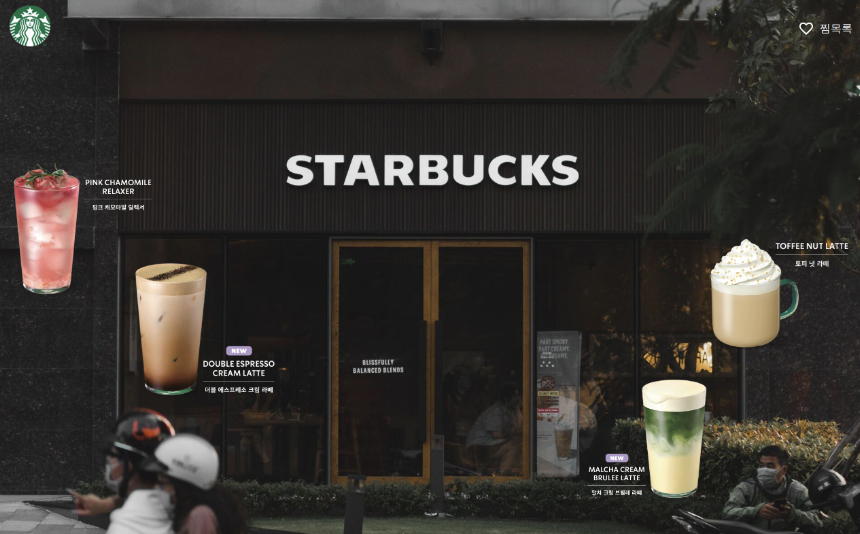 찜목록
STARBUCKS
PINK CHAMOMILE
RELAXER
핑크 캐모마일 릴렉서
TOFFEE NUT LATTE
토피 넛 라떼
NEW
DOUBLE ESPRESSO
CREAM LATTE
더블 에스프레소 크림 라떼
BLISSFULLY
BALANCED BLENDS
NEW
MALCHA CREAM
BRULEE LATTE
말차 크림 브륄레 라떼